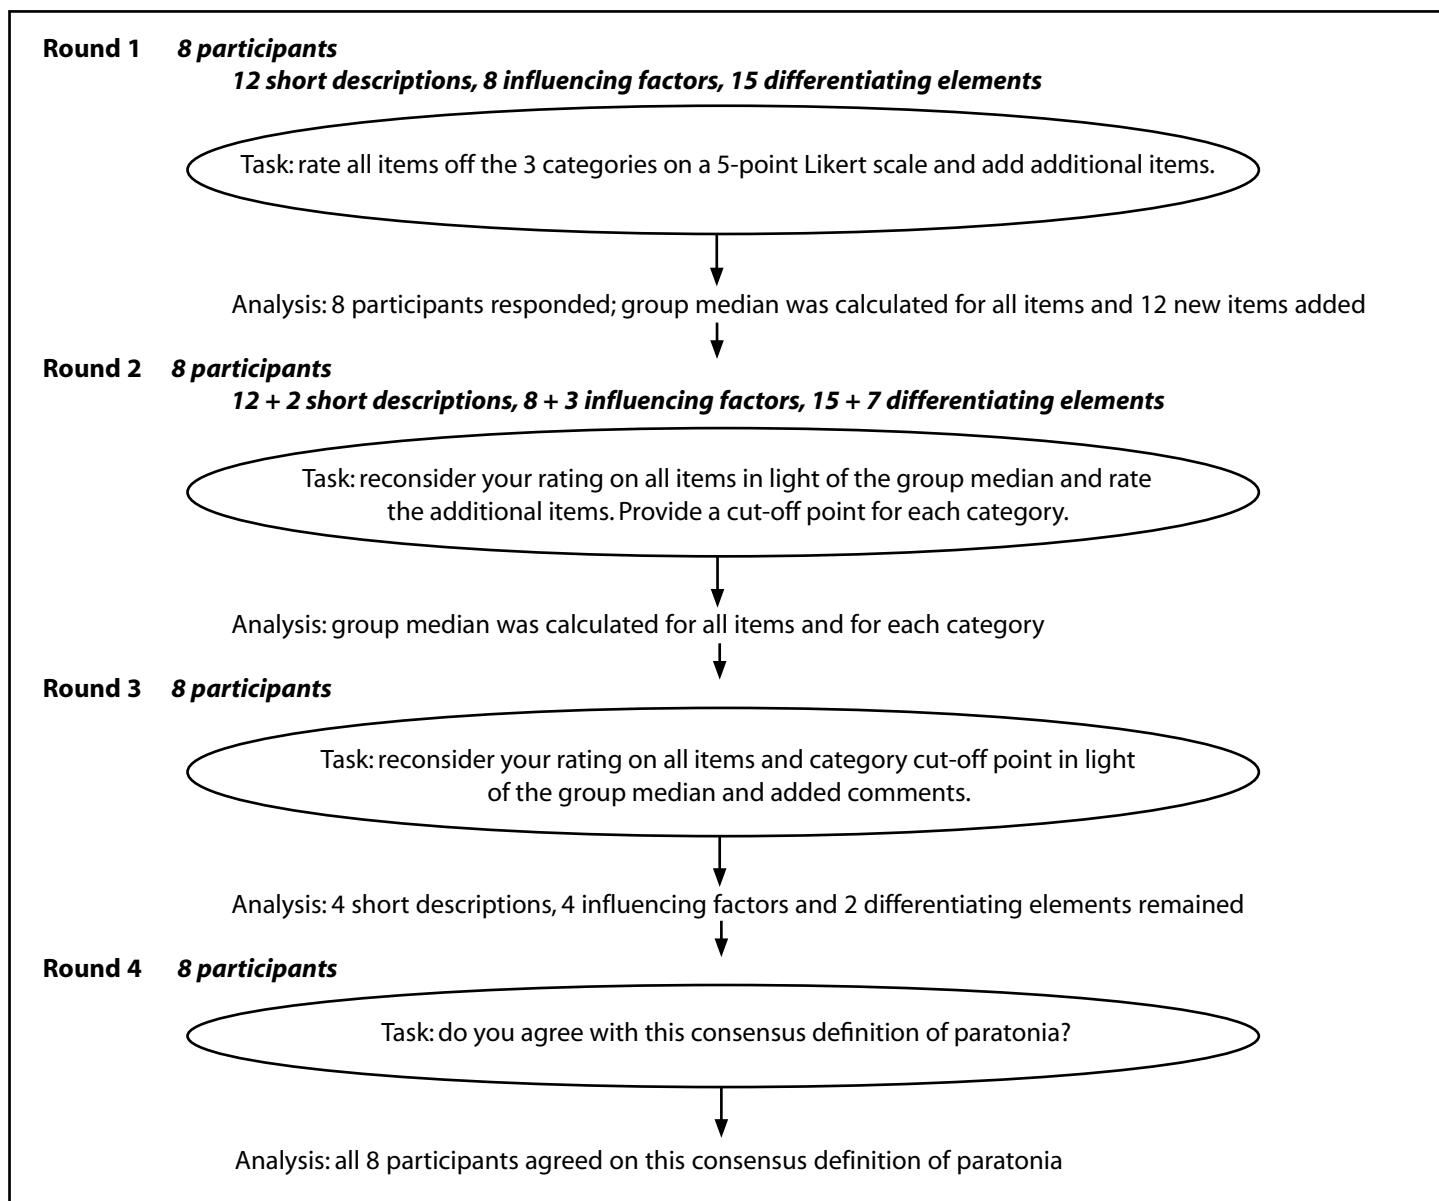 Round 1 8 participants
12 short descriptions, 8 influencing factors, 15 differentiating elements
Task: rate all items off the 3 categories on a 5-point Likert scale and add additional items.
Analysis: 8 participants responded; group median was calculated for all items and 12 new items added
Round 2 8 participants
12 + 2 short descriptions, 8 + 3 influencing factors, 15 + 7 differentiating elements
Task: reconsider your rating on all items in light of the group median and rate
the additional items. Provide a cut-off point for each category.
Analysis: group median was calculated for all items and for each category
Round 3 8 participants
Task: reconsider your rating on all items and category cut-off point in light
of the group median and added comments.
Analysis: 4 short descriptions, 4 influencing factors and 2 differentiating elements remained
Round 4 8 participants
Task: do you agree with this consensus definition of paratonia?
Analysis: all 8 participants agreed on this consensus definition of paratonia